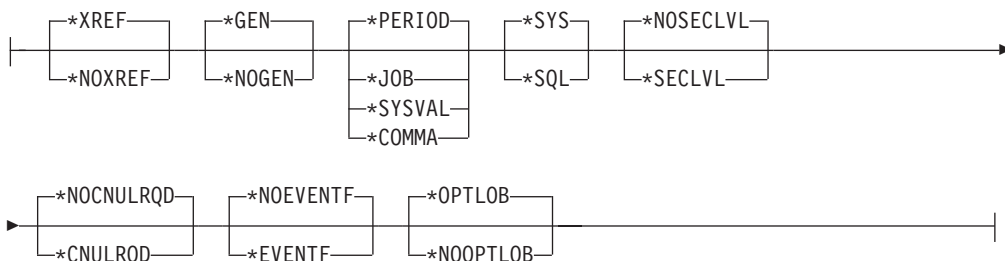 *XREF *GEN *PERIOD *SYS *NOSECLVL
*NOXREF *NOGEN *JOB *SQL *SECLVL
*SYSVAL
*COMMA
*NOCNULRQD *NOEVENTF *OPTLOB
*CNULRQD *EVENTF *NOOPTLOB